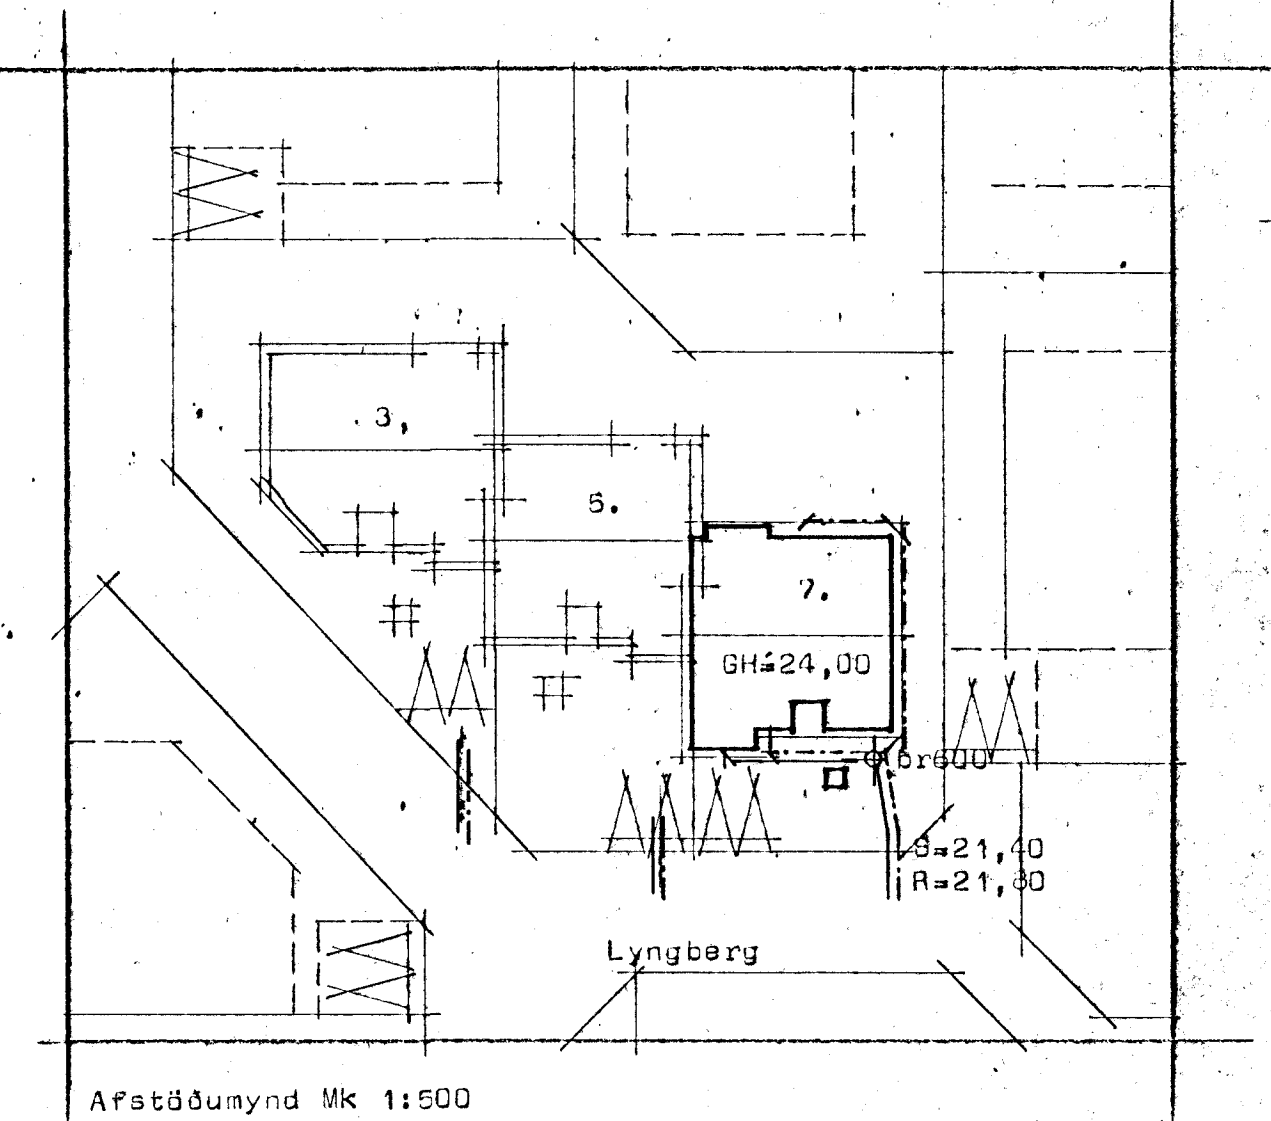 3,
5.
7.
GH=24,00
br600
S=21,40
R=21,80
Lyngberg
Afstöðumynd Mk 1:500